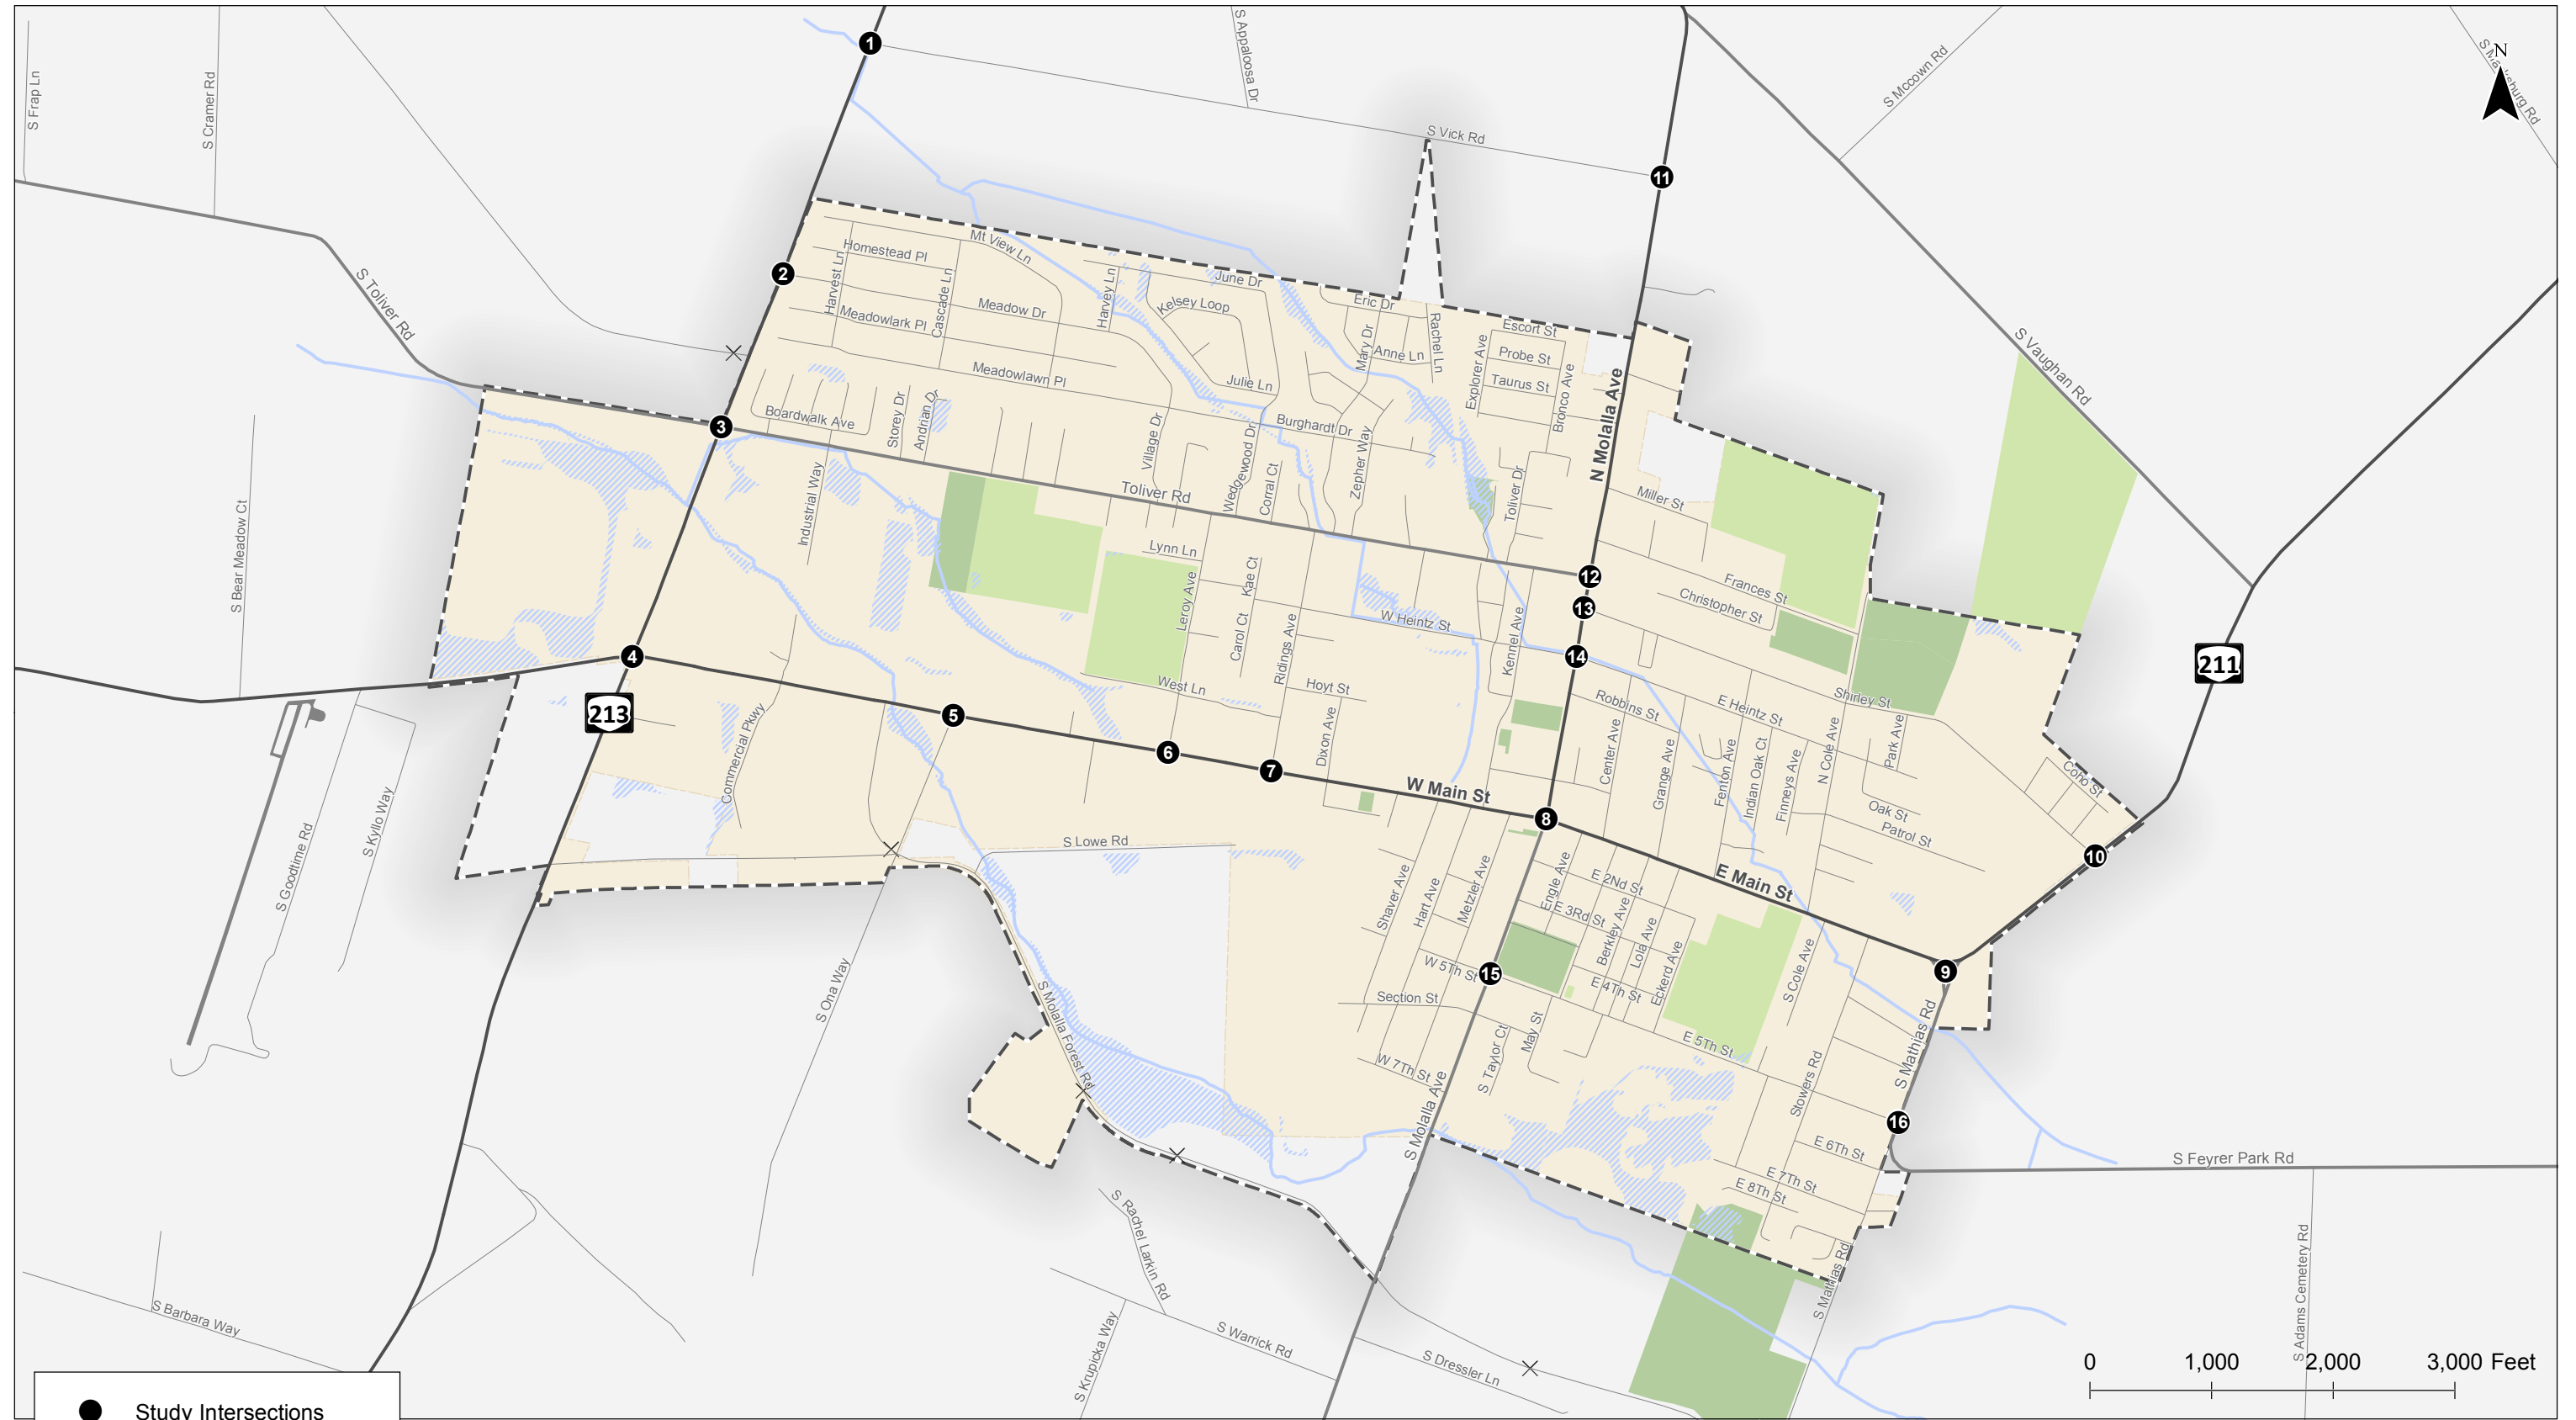 1
S Appaloosa Dr
S Frap Ln
S Cramer Rd
S Mccown Rd
N
S Vick Rd
11
Mt View Ln
Homestead Pl
Harvest Ln
2
Cascade Ln
Harvey Ln
June Dr
Kelsey Loop
Meadow Dr
Meadowlark Pl
Eric Dr
Mary Dr
Rachel Ln
Anne Ln
Escort St
Explorer Ave
Probe St
Taurus St
Bronco Ave
S Toliver Rd
S Vaughan Rd
Meadowlawn Pl
Julie Ln
N Molalla Ave
3
Boardwalk Ave
Storey Dr
Andrian Dr
Village Dr
Burghardt Dr
Wedgewood Dr
Corral Ct
Zepher Way
Toliver Dr
Industrial Way
Toliver Rd
Miller St
S Bear Meadow Ct
Lynn Ln
Leroy Ave
Kae Ct
12
13
Frances St
Christopher St
Carol Ct
Ridings Ave
W Heintz St
Kennel Ave
4
14
211
213
West Ln
Hoyt St
Robbins St
E Heintz St
Shirley St
5
Commercial Pkwy
6
7
Dixon Ave
Center Ave
Grange Ave
Fenton Ave
Indian Oak Ct
Finneys Ave
N Cole Ave
Park Ave
Coho St
W Main St
8
Oak St
Patrol St
S Goodtime Rd
S Kyllo Way
S Lowe Rd
10
Shaver Ave
Hart Ave
Metzler Ave
Engle Ave
E 2Nd St
E Main St
E 3Rd St
Berkley Ave
Lola Ave
Eckerd Ave
S Cole Ave
W 5Th St
15
9
E 4Th St
Section St
S Ona Way
S Molalla Forest Rd
S Taylor Ct
May St
E 5Th St
S Mathias Rd
W 7Th St
Stowers Rd
16
S Molalla Ave
E 6Th St
S Feyrer Park Rd
E 7Th St
E 8Th St
S Rachel Larkin Rd
S Mathias Rd
S Adams Cemetery Rd
S Barbara Way
S Krupicka Way
S Warrick Rd
S Dressler Ln
0 1,000 2,000 3,000 Feet
Study Intersections